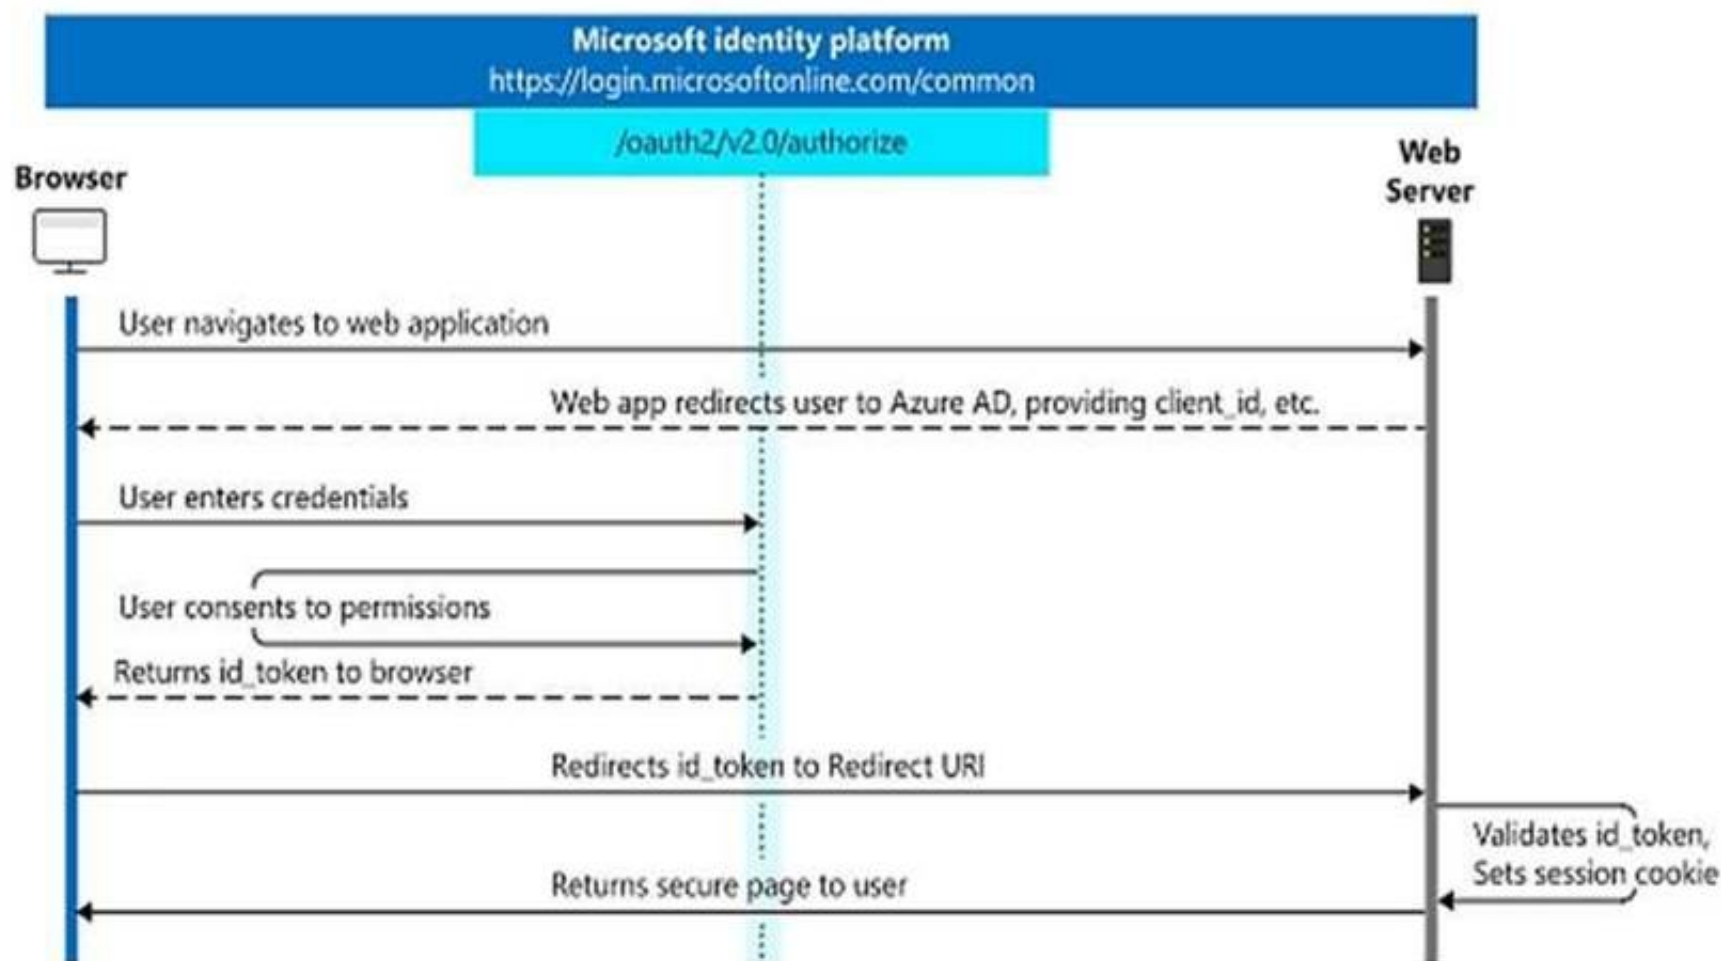 Microsoft identity platform
https://login.microsoftonline.com/common
/oauth2/v2.0/authorize
Browser
Web
Server
User navigates to web application
Web app redirects user to Azure AD, providing client_id, etc.
User enters credentials
User consents to permissions
Returns id_token to browser
Redirects id_token to Redirect URI
Validates id_token,
Sets session cookie
Returns secure page to user